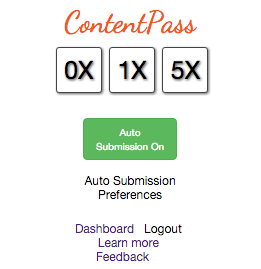 ContentPass
0X 1X 5X
Auto
Submission On
Auto Submission
Preferences
Dashboard Logout
Learn more
Feedback